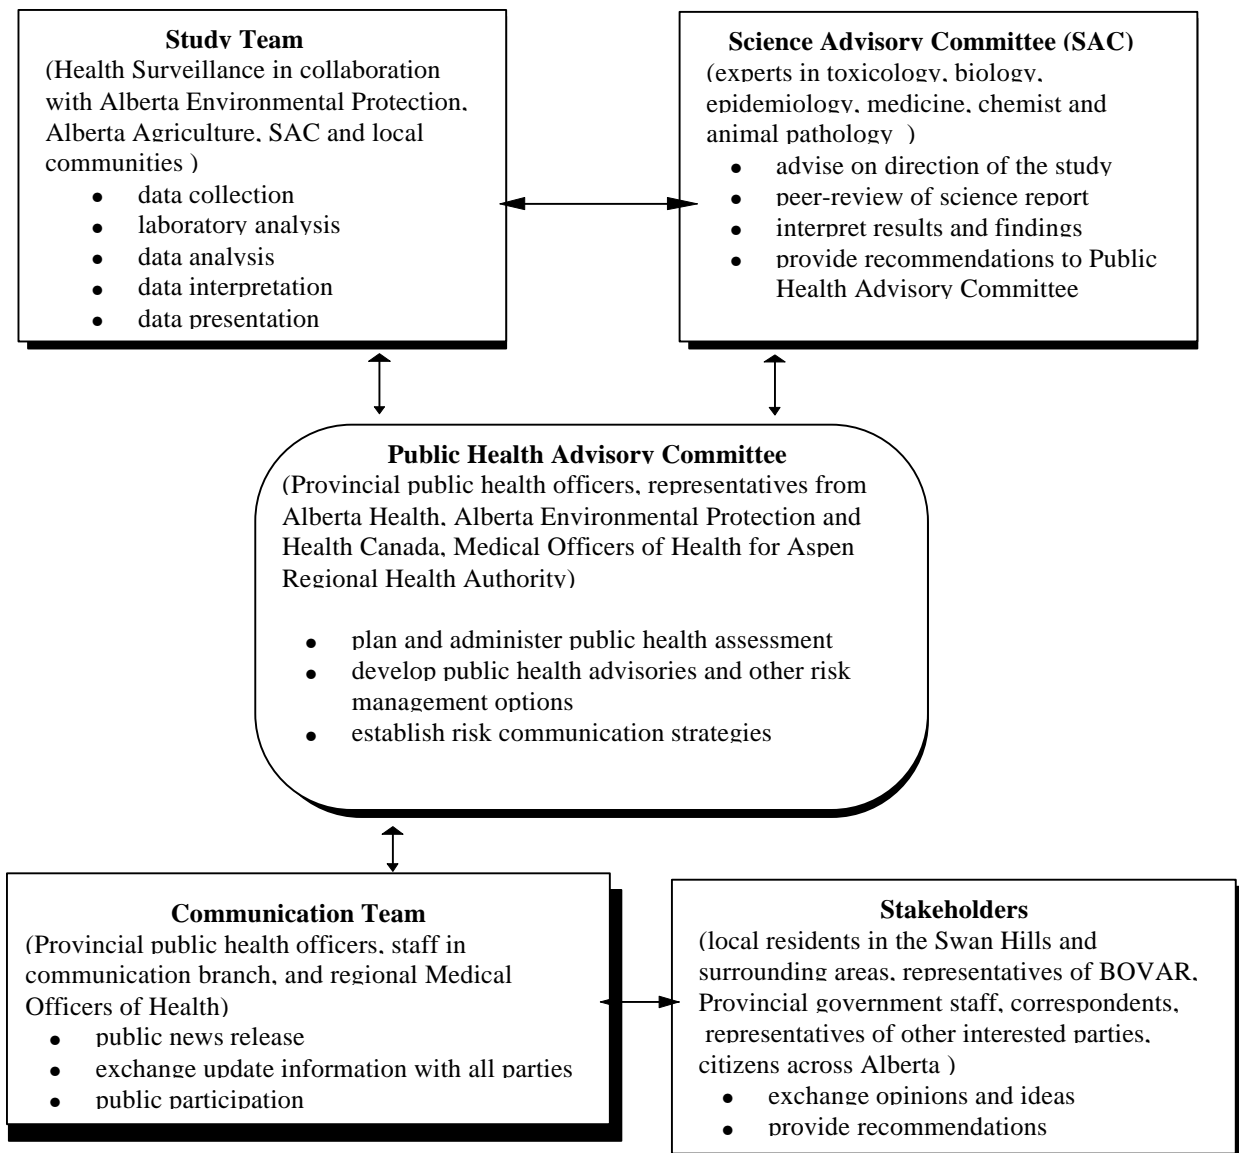 Study Team
(Health Surveillance in collaboration
with Alberta Environmental Protection,
Alberta Agriculture, SAC and local
communities )
● data collection
● laboratory analysis
● data analysis
● data interpretation
● data presentation
Science Advisory Committee (SAC)
(experts in toxicology, biology,
epidemiology, medicine, chemist and
animal pathology )
● advise on direction of the study
● peer-review of science report
● interpret results and findings
● provide recommendations to Public
Health Advisory Committee
Public Health Advisory Committee
(Provincial public health officers, representatives from
Alberta Health, Alberta Environmental Protection and
Health Canada, Medical Officers of Health for Aspen
Regional Health Authority)
● plan and administer public health assessment
● develop public health advisories and other risk
management options
● establish risk communication strategies
Communication Team
(Provincial public health officers, staff in
communication branch, and regional Medical
Officers of Health)
● public news release
● exchange update information with all parties
● public participation
Stakeholders
(local residents in the Swan Hills and
surrounding areas, representatives of BOVAR,
Provincial government staff, correspondents,
representatives of other interested parties,
citizens across Alberta )
● exchange opinions and ideas
● provide recommendations